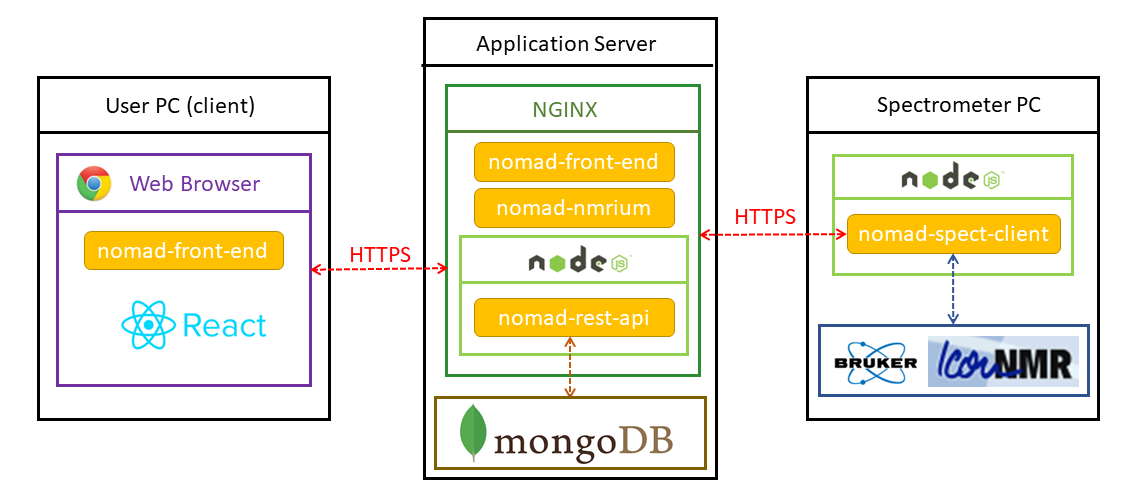 User PC (client)
Web Browser
nomad-front-end
React
HTTPS
Application Server
NGINX
nomad-front-end
nomad-nmrium
node
JS
nomad-rest-api
mongoDB
HTTPS
Spectrometer PC
node
JS
nomad-spect-client
BRUKER
IconNMR